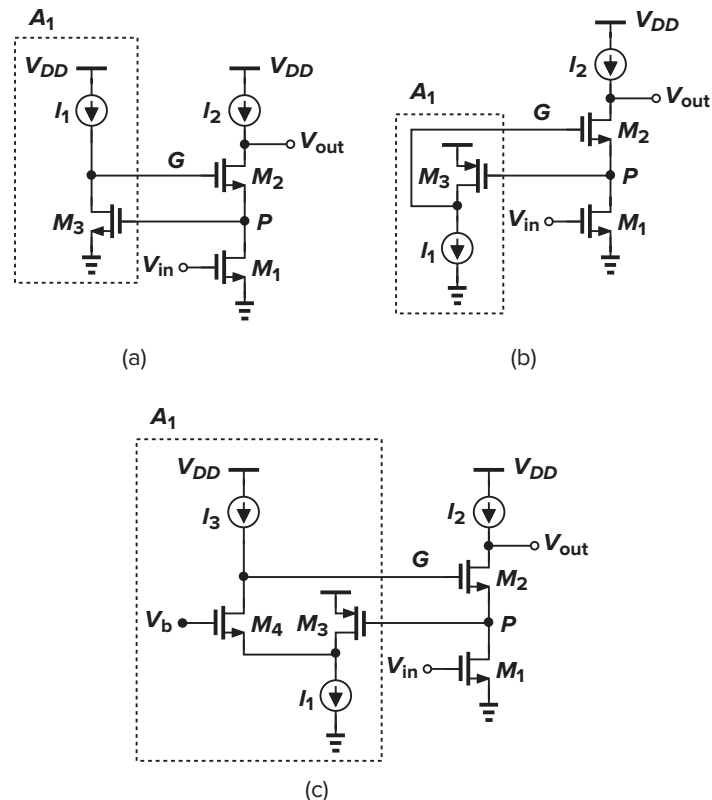 A1
VDD
VDD
I1
I2
Vout
G
M2
M3
P
Vin
M1
(a)
VDD
I2
A1
Vout
G
M2
M3
P
Vin
M1
I1
(b)
A1
VDD
VDD
I3
I2
Vout
G
M2
Vb
M4
M3
P
Vin
M1
I1
(c)